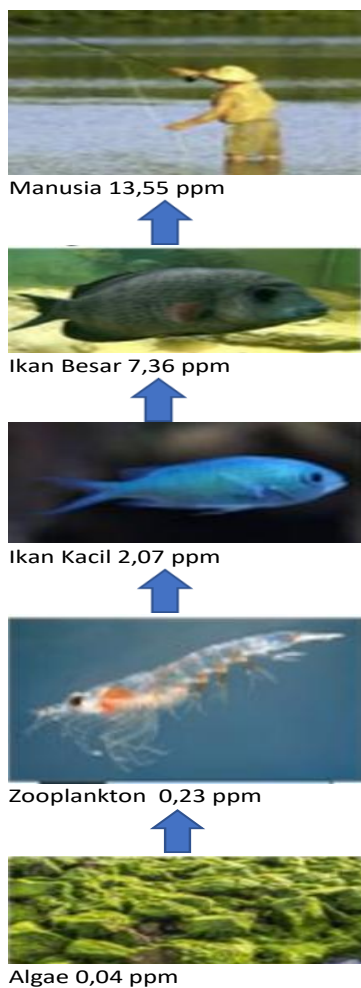 Manusia 13,55 ppm
Ikan Besar 7,36 ppm
Ikan Kacil 2,07 ppm
Zooplankton 0,23 ppm
Algae 0,04 ppm